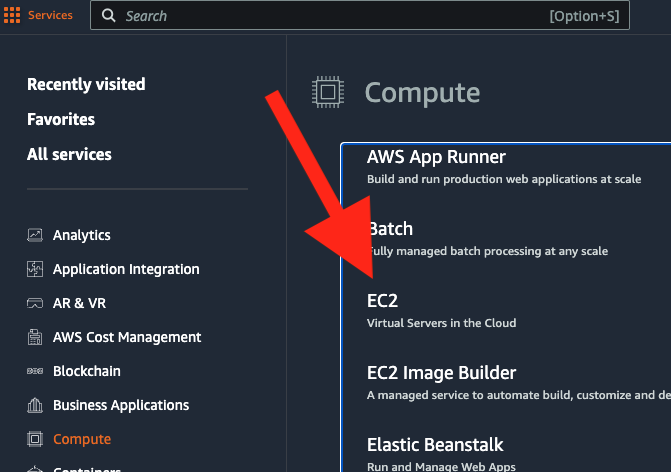 Services
Search
[Option+S]
Recently visited
Favorites
All services
Analytics
Application Integration
AR & VR
AWS Cost Management
Blockchain
Business Applications
Compute
Containers
Compute
AWS App Runner
Build and run production web applications at scale
Batch
Fully managed batch processing at any scale
EC2
Virtual Servers in the Cloud
EC2 Image Builder
A managed service to automate build, customize and de
Elastic Beanstalk
Run and Manage Web Apps